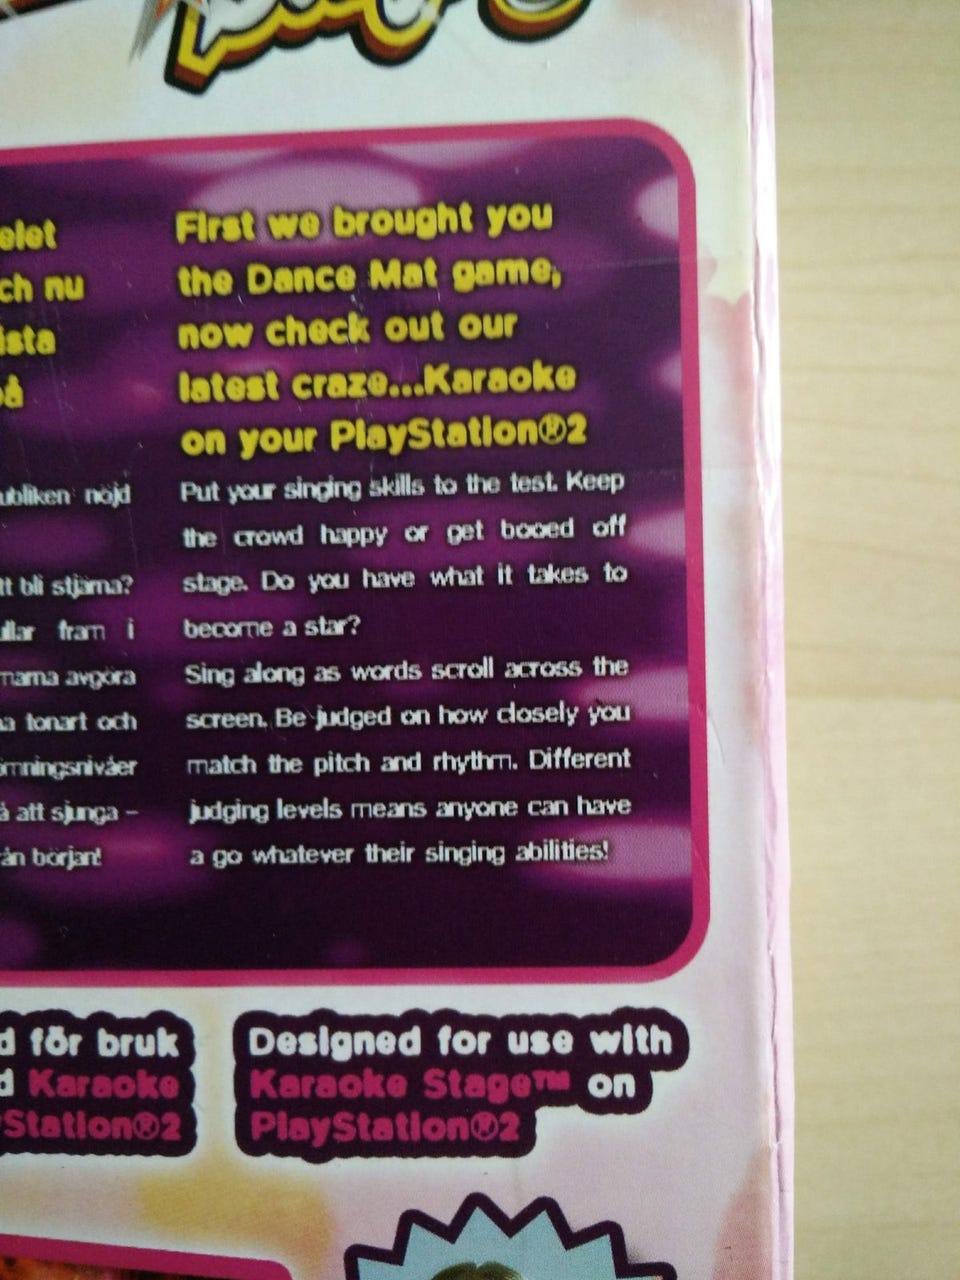 elet
ch nu
ista
på
ubliken nöjd
tt bli stjärna?
ullar fram i
marna avgöra
a tonart och
ömningsnivåer
å att sjunga –
ån början!
First we brought you
the Dance Mat game,
now check out our
latest craze...Karaoke
on your PlayStation®2
Put your singing skills to the test. Keep
the crowd happy or get booed off
stage. Do you have what it takes to
become a star?
Sing along as words scroll across the
screen. Be judged on how closely you
match the pitch and rhythm. Different
judging levels means anyone can have
a go whatever their singing abilities!
d för bruk
d Karaoke
Station®2
Designed for use with
Karaoke Stage™ on
PlayStation®2